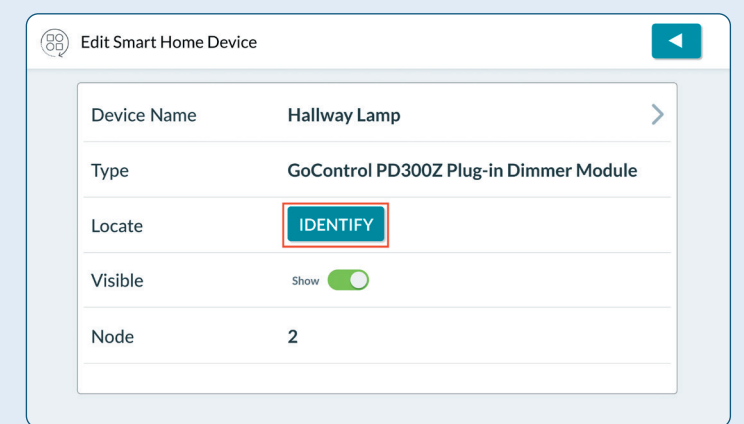 Edit Smart Home Device
Device Name Hallway Lamp
Type GoControl PD300Z Plug-in Dimmer Module
Locate IDENTIFY
Visible Show
Node 2